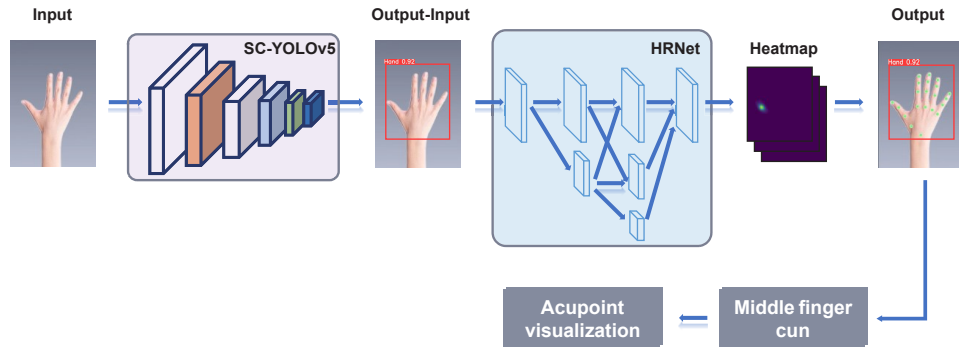 Input
SC-YOLOv5
Output-Input
HRNet
Heatmap
Output
Hand 0.92
Hand 0.92
Acupoint
visualization
Middle finger
cun